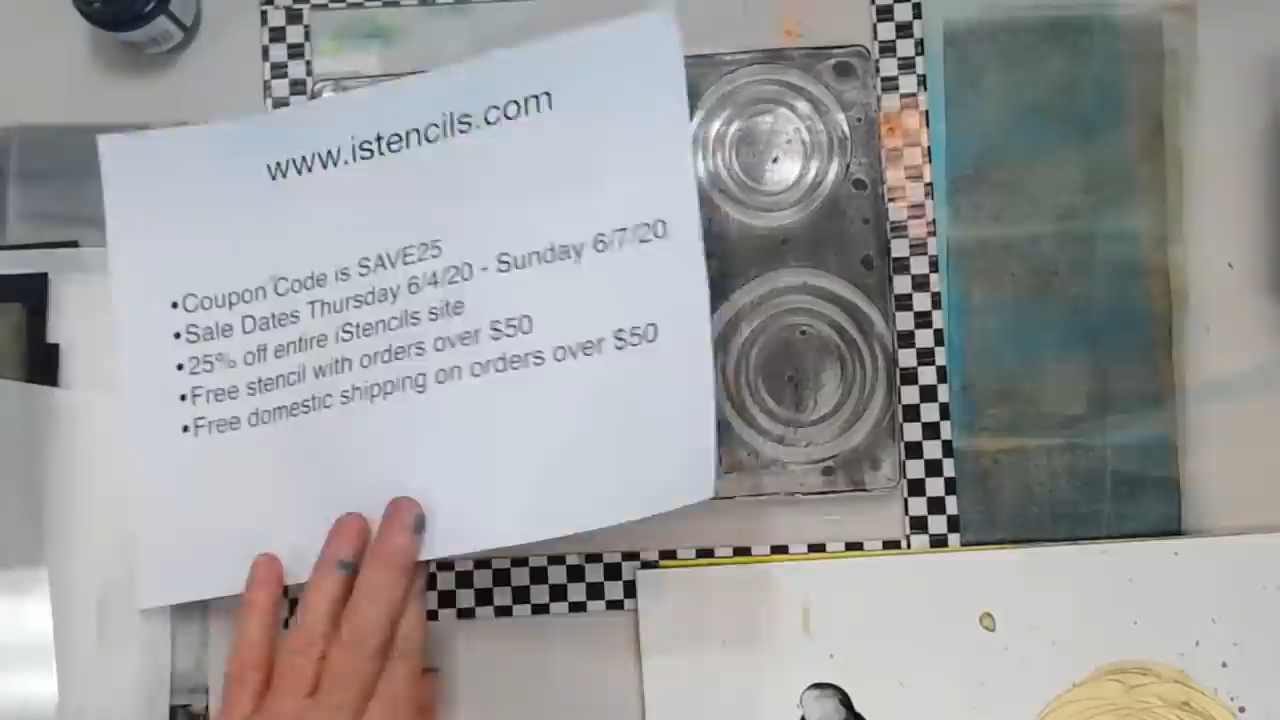 www.istencils.com
•Coupon Code is SAVE25
•Sale Dates Thursday 6/4/20 - Sunday 6/7/20
•25% off entire iStencils site
•Free stencil with orders over $50
•Free domestic shipping on orders over $50